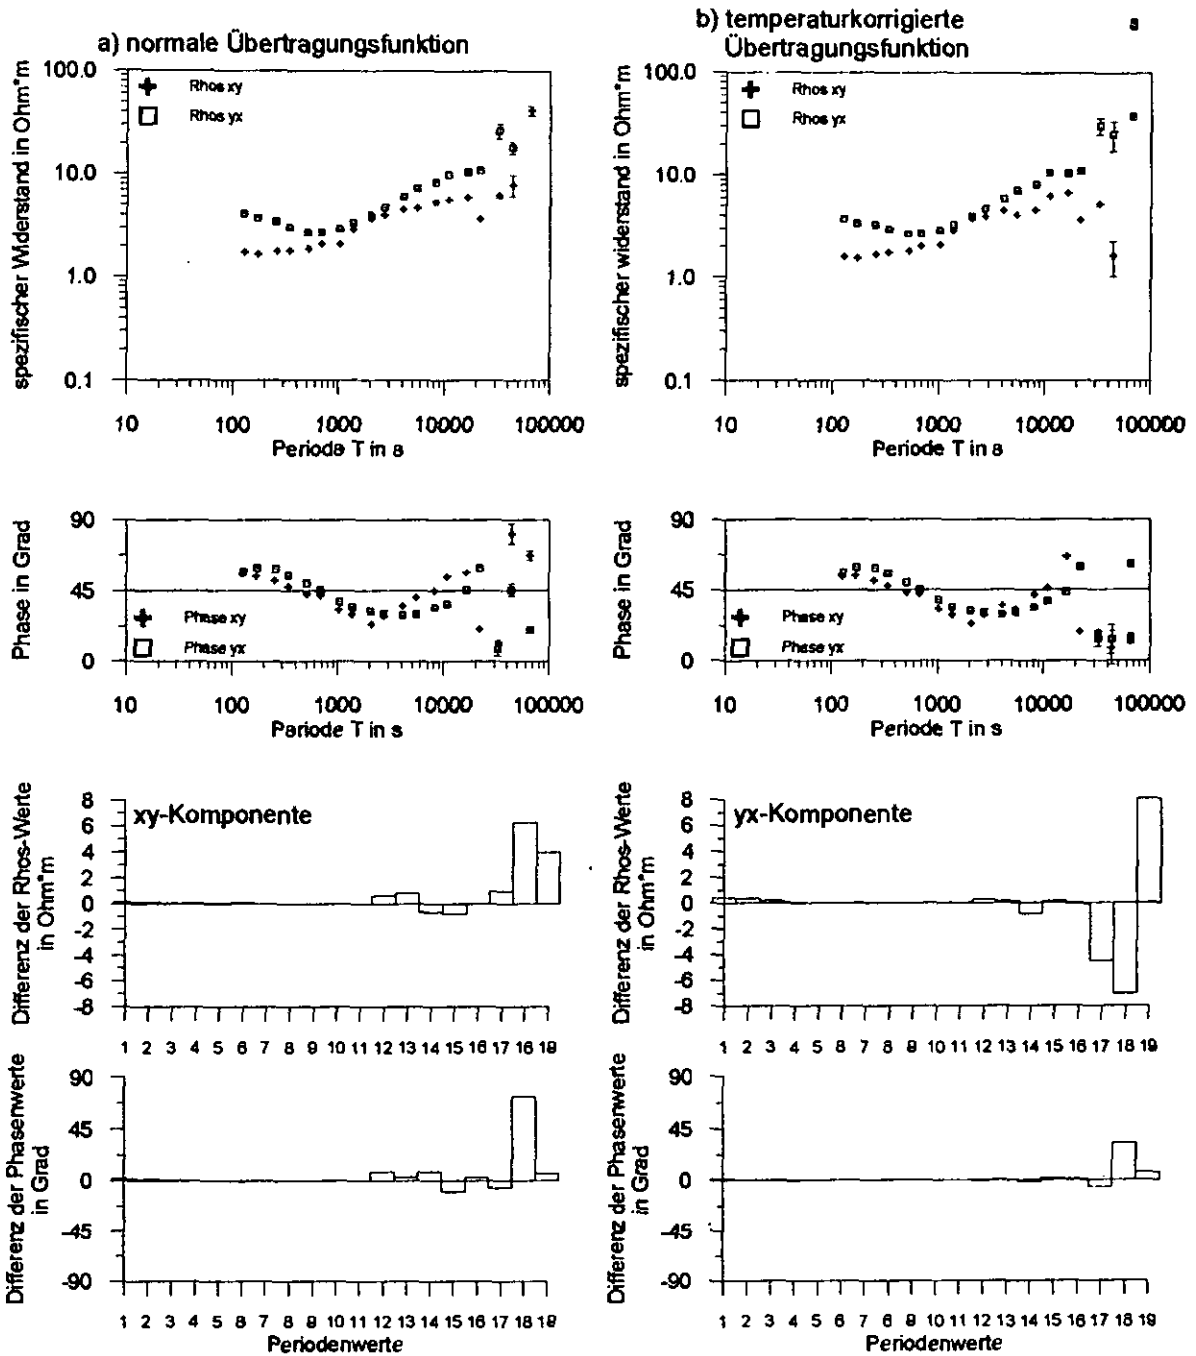 a) normale Übertragungsfunktion
spezifischer Widerstand in Ohm*m
100.0
10.0
1.0
0.1
Rhos xy
Rhos yx
10 100 1000 10000 100000
Periode T in s
b) temperaturkorrigierte
Übertragungsfunktion
spezifischer widerstand in Ohm*m
100.0
10.0
1.0
0.1
Rhos xy
Rhos yx
10 100 1000 10000 100000
Periode T in s
Phase in Grad
90
45
0
Phase xy
Phase yx
10 100 1000 10000 100000
Periode T in s
Phase in Grad
90
45
0
Phase xy
Phase yx
10 100 1000 10000 100000
Periode T in s
xy-Komponente
Differenz der Rhos-Werte
in Ohm*m
8
6
4
2
0
-2
-4
-6
-8
1 2 3 4 5 6 7 8 9 10 11 12 13 14 15 16 17 18 19
yx-Komponente
Differenz der Rhos-Werte
in Ohm*m
8
6
4
2
0
-2
-4
-6
-8
1 2 3 4 5 6 7 8 9 10 11 12 13 14 15 16 17 18 19
Differenz der Phasenwerte
in Grad
90
45
0
-45
-90
1 2 3 4 5 6 7 8 9 10 11 12 13 14 15 16 17 18 19
Periodenwerte
Differenz der Phasenwerte
in Grad
90
45
0
-45
-90
1 2 3 4 5 6 7 8 9 10 11 12 13 14 15 16 17 18 19
Periodenwerte